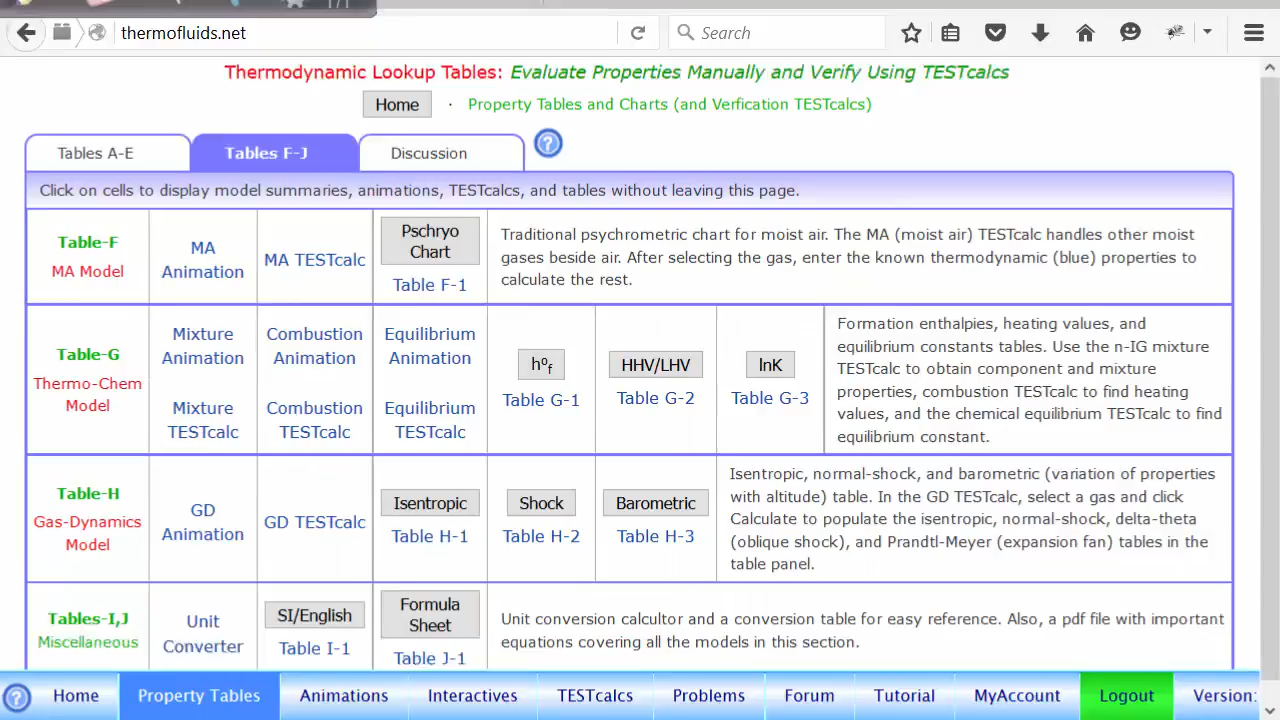 thermofluids.net
Search
Thermodynamic Lookup Tables: Evaluate Properties Manually and Verify Using TESTcalcs
Home · Property Tables and Charts (and Verfication TESTcalcs)
Tables A-E
Tables F-J
Discussion
?
Click on cells to display model summaries, animations, TESTcalcs, and tables without leaving this page.
Table-F
MA Model
MA
Animation
MA TESTcalc
Pschryo
Chart
Table F-1
Traditional psychrometric chart for moist air. The MA (moist air) TESTcalc handles other moist
gases beside air. After selecting the gas, enter the known thermodynamic (blue) properties to
calculate the rest.
Table-G
Thermo-Chem
Model
Mixture
Animation
Mixture
TESTcalc
Combustion
Animation
Combustion
TESTcalc
Equilibrium
Animation
Equilibrium
TESTcalc
hº_f
Table G-1
HHV/LHV
Table G-2
lnK
Table G-3
Formation enthalpies, heating values, and
equilibrium constants tables. Use the n-IG mixture
TESTcalc to obtain component and mixture
properties, combustion TESTcalc to find heating
values, and the chemical equilibrium TESTcalc to find
equilibrium constant.
Table-H
Gas-Dynamics
Model
GD
Animation
GD TESTcalc
Isentropic
Table H-1
Shock
Table H-2
Barometric
Table H-3
Isentropic, normal-shock, and barometric (variation of properties
with altitude) table. In the GD TESTcalc, select a gas and click
Calculate to populate the isentropic, normal-shock, delta-theta
(oblique shock), and Prandtl-Meyer (expansion fan) tables in the
table panel.
Tables-I,J
Miscellaneous
Unit
Converter
SI/English
Table I-1
Formula
Sheet
Table J-1
Unit conversion calcultor and a conversion table for easy reference. Also, a pdf file with important
equations covering all the models in this section.
?
Home
Property Tables
Animations
Interactives
TESTcalcs
Problems
Forum
Tutorial
MyAccount
Logout
Version: